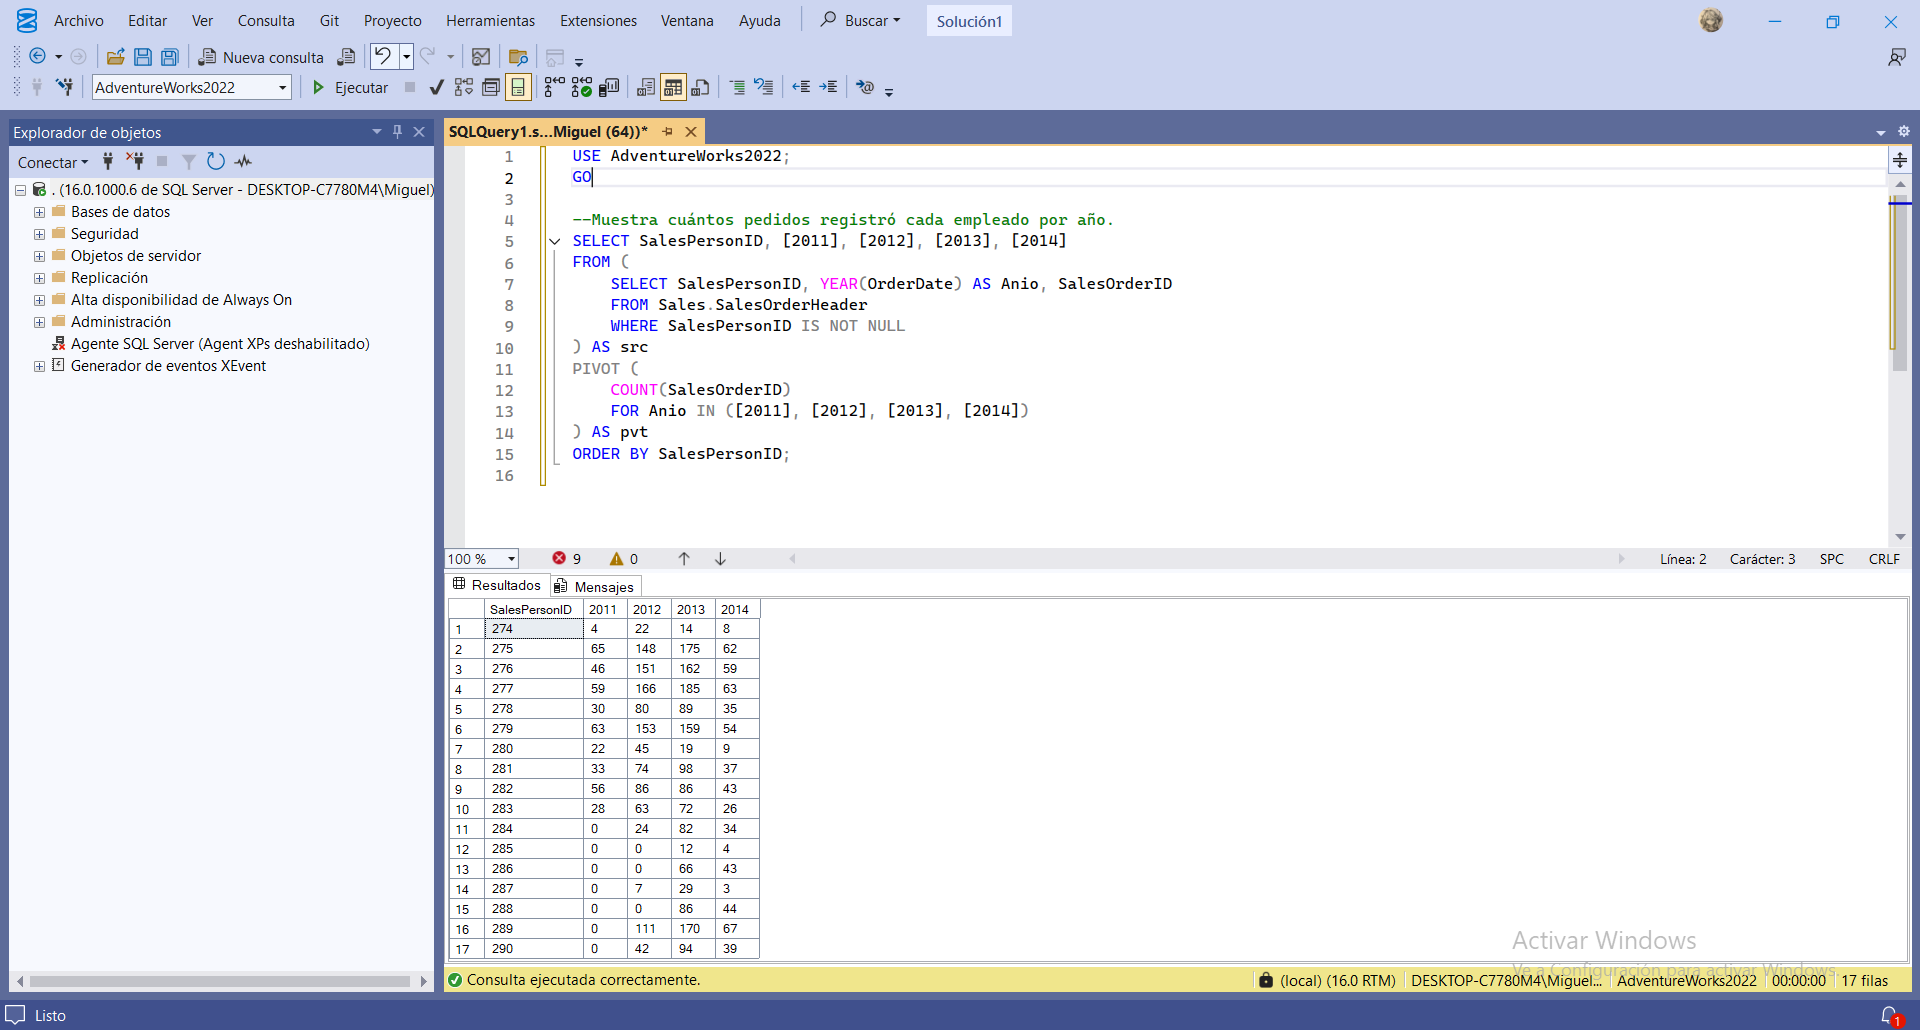 Archivo Editar Ver Consulta Git Proyecto Herramientas Extensiones Ventana Ayuda Buscar Solución1
Nueva consulta
AdventureWorks2022 Ejecutar
Explorador de objetos
Conectar
. (16.0.1000.6 de SQL Server - DESKTOP-C7780M4\Miguel)
Bases de datos
Seguridad
Objetos de servidor
Replicación
Alta disponibilidad de Always On
Administración
Agente SQL Server (Agent XPs deshabilitado)
Generador de eventos XEvent
SQLQuery1.s...Miguel (64))*
1 USE AdventureWorks2022;
2 GO
3
4 --Muestra cuántos pedidos registró cada empleado por año.
5 SELECT SalesPersonID, [2011], [2012], [2013], [2014]
6 FROM (
7 SELECT SalesPersonID, YEAR(OrderDate) AS Anio, SalesOrderID
8 FROM Sales.SalesOrderHeader
9 WHERE SalesPersonID IS NOT NULL
10 ) AS src
11 PIVOT (
12 COUNT(SalesOrderID)
13 FOR Anio IN ([2011], [2012], [2013], [2014])
14 ) AS pvt
15 ORDER BY SalesPersonID;
16
100 % 9 0 Línea: 2 Carácter: 3 SPC CRLF
Resultados Mensajes
SalesPersonID 2011 2012 2013 2014
1 274 4 22 14 8
2 275 65 148 175 62
3 276 46 151 162 59
4 277 59 166 185 63
5 278 30 80 89 35
6 279 63 153 159 54
7 280 22 45 19 9
8 281 33 74 98 37
9 282 56 86 86 43
10 283 28 63 72 26
11 284 0 24 82 34
12 285 0 0 12 4
13 286 0 0 66 43
14 287 0 7 29 3
15 288 0 0 86 44
16 289 0 111 170 67
17 290 0 42 94 39
Activar Windows
Ve a Configuración para activar Windows.
Consulta ejecutada correctamente. (local) (16.0 RTM) DESKTOP-C7780M4\Miguel... AdventureWorks2022 00:00:00 17 filas
Listo 1